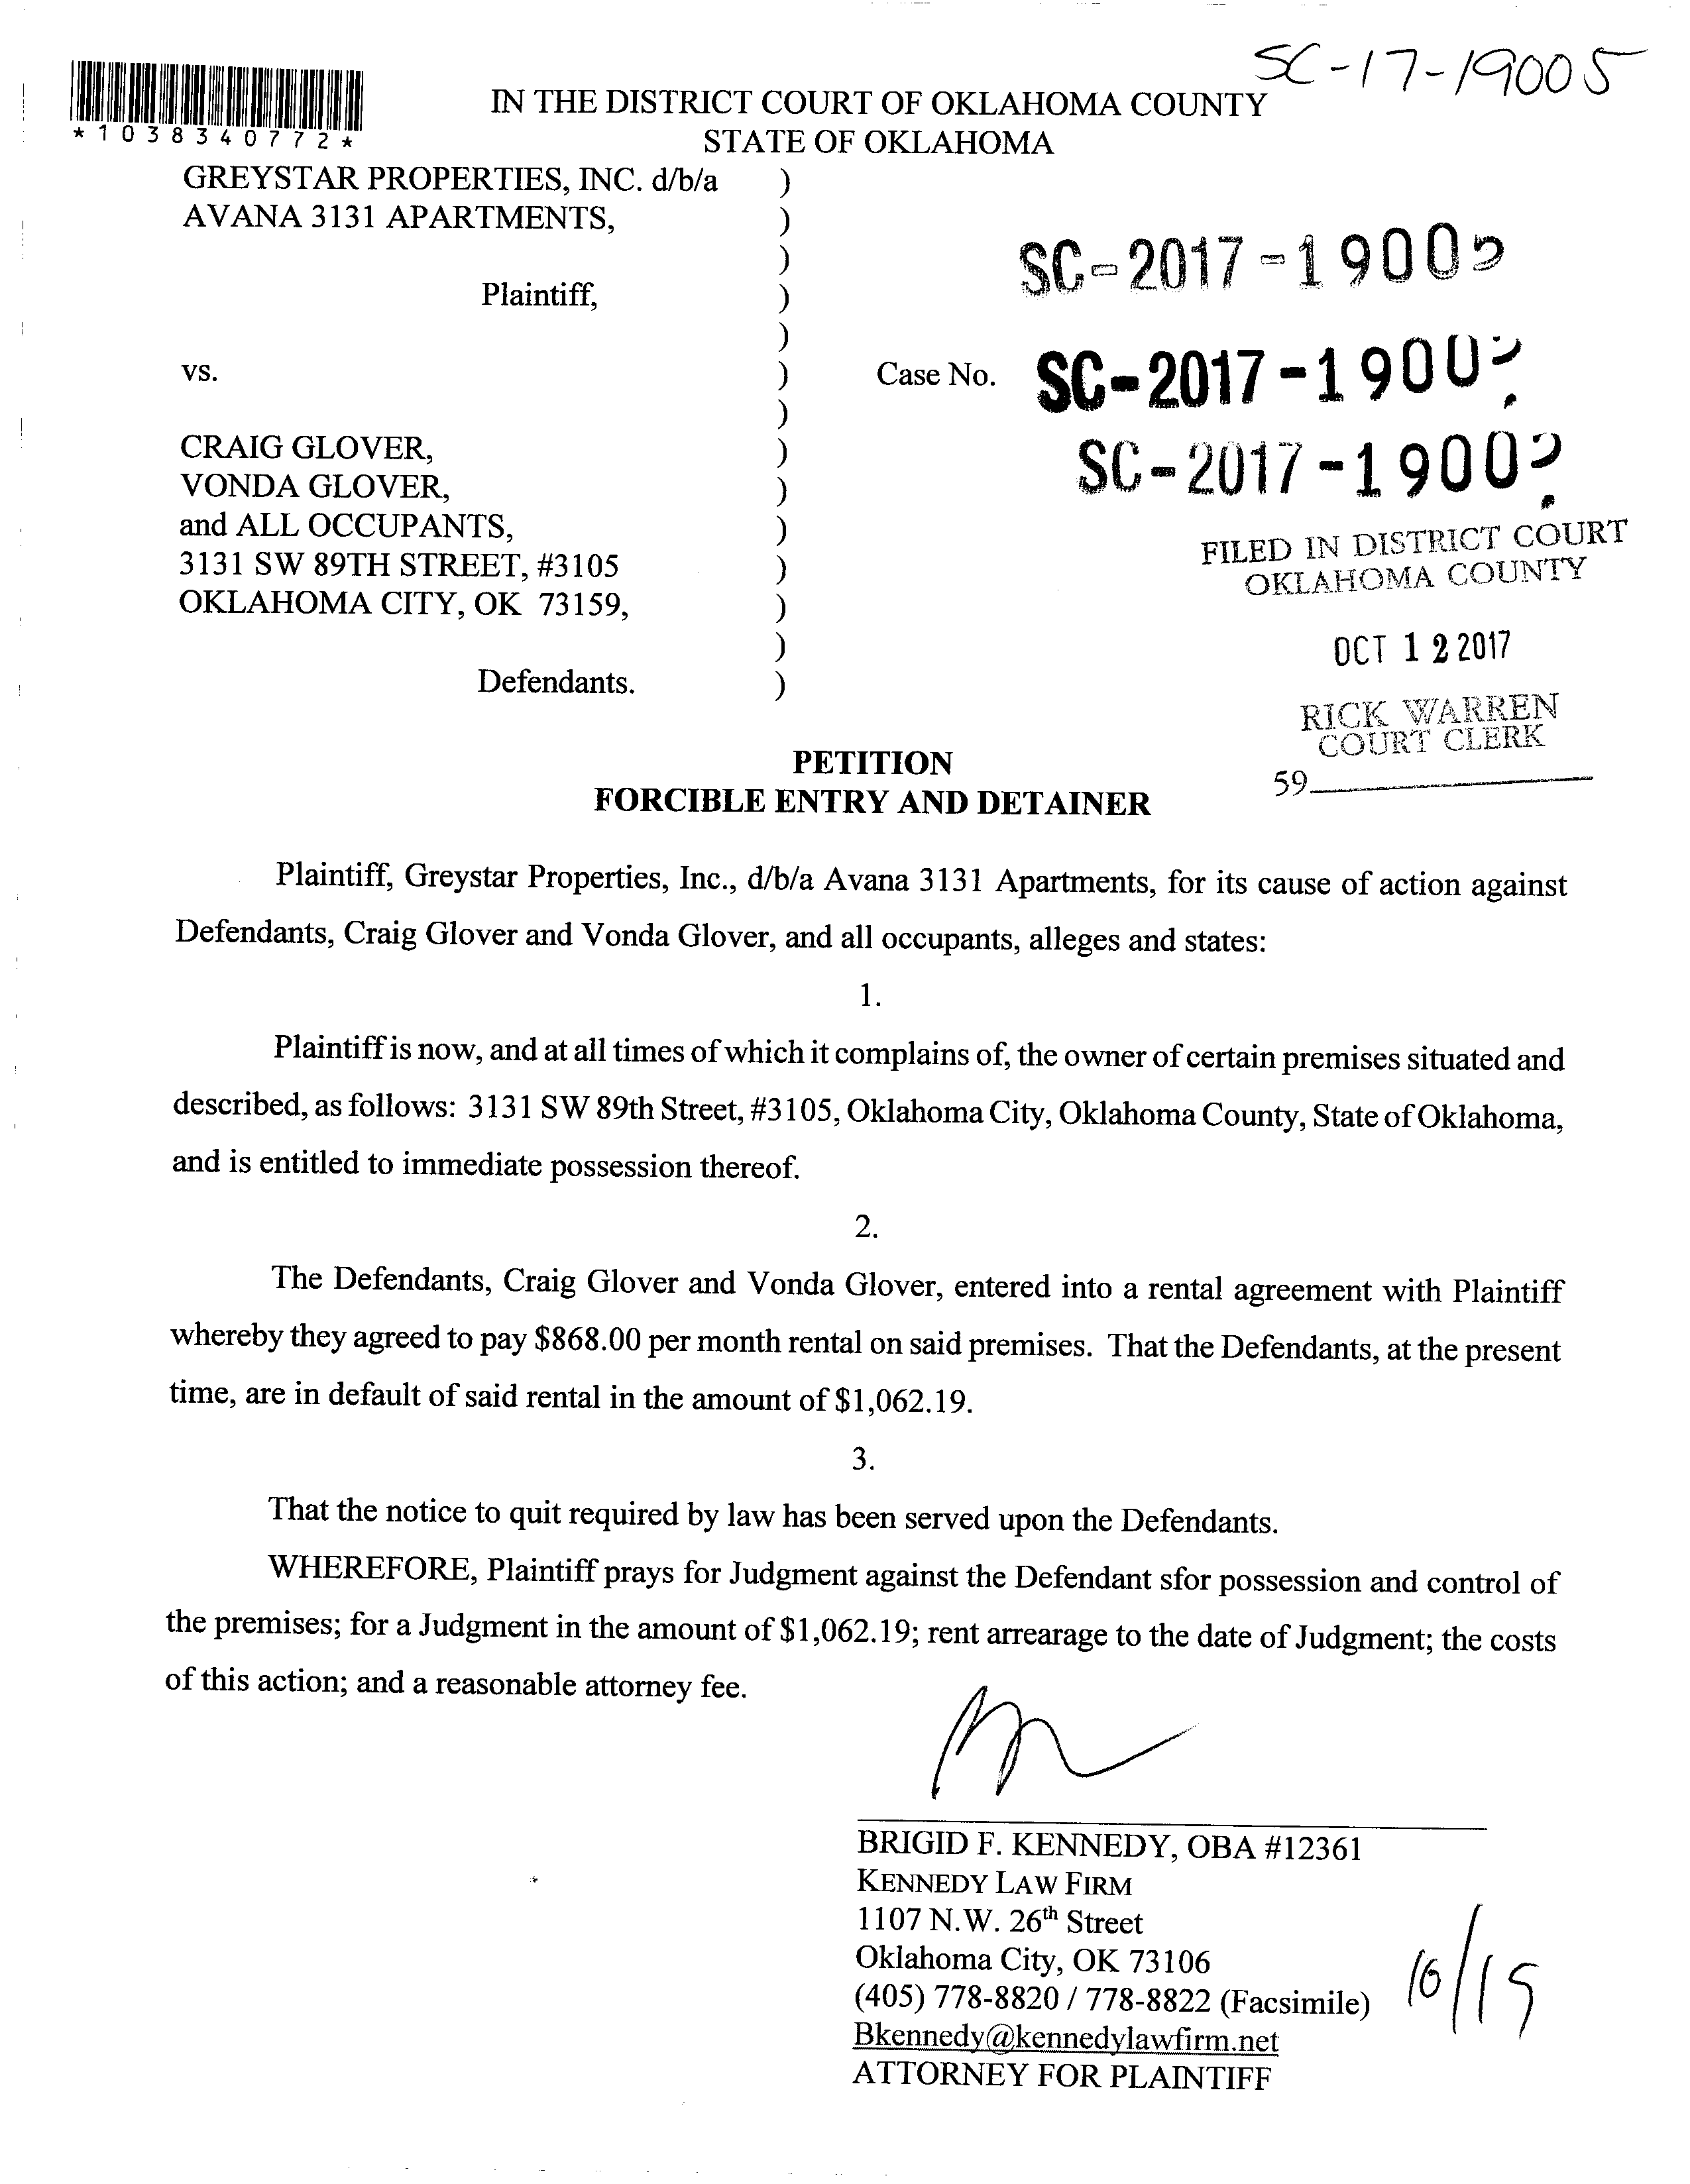 SC-17-19005
*1038340772*
IN THE DISTRICT COURT OF OKLAHOMA COUNTY
STATE OF OKLAHOMA
GREYSTAR PROPERTIES, INC. d/b/a )
AVANA 3131 APARTMENTS, )
)
Plaintiff, )
)
vs. )
)
CRAIG GLOVER, )
VONDA GLOVER, )
and ALL OCCUPANTS, )
3131 SW 89TH STREET, #3105 )
OKLAHOMA CITY, OK 73159, )
)
Defendants. )
SC-2017-19005
Case No. SC-2017-19005
SC-2017-19005
FILED IN DISTRICT COURT
OKLAHOMA COUNTY
OCT 12 2017
RICK WARREN
COURT CLERK
59
PETITION
FORCIBLE ENTRY AND DETAINER
Plaintiff, Greystar Properties, Inc., d/b/a Avana 3131 Apartments, for its cause of action against
Defendants, Craig Glover and Vonda Glover, and all occupants, alleges and states:
1.
Plaintiff is now, and at all times of which it complains of, the owner of certain premises situated and
described, as follows: 3131 SW 89th Street, #3105, Oklahoma City, Oklahoma County, State of Oklahoma,
and is entitled to immediate possession thereof.
2.
The Defendants, Craig Glover and Vonda Glover, entered into a rental agreement with Plaintiff
whereby they agreed to pay $868.00 per month rental on said premises. That the Defendants, at the present
time, are in default of said rental in the amount of $1,062.19.
3.
That the notice to quit required by law has been served upon the Defendants.
WHEREFORE, Plaintiff prays for Judgment against the Defendant sfor possession and control of
the premises; for a Judgment in the amount of $1,062.19; rent arrearage to the date of Judgment; the costs
of this action; and a reasonable attorney fee.
BRIGID F. KENNEDY, OBA #12361
KENNEDY LAW FIRM
1107 N.W. 26th Street
Oklahoma City, OK 73106
(405) 778-8820 / 778-8822 (Facsimile)
Bkennedy@kennedylawfirm.net
ATTORNEY FOR PLAINTIFF
10/19